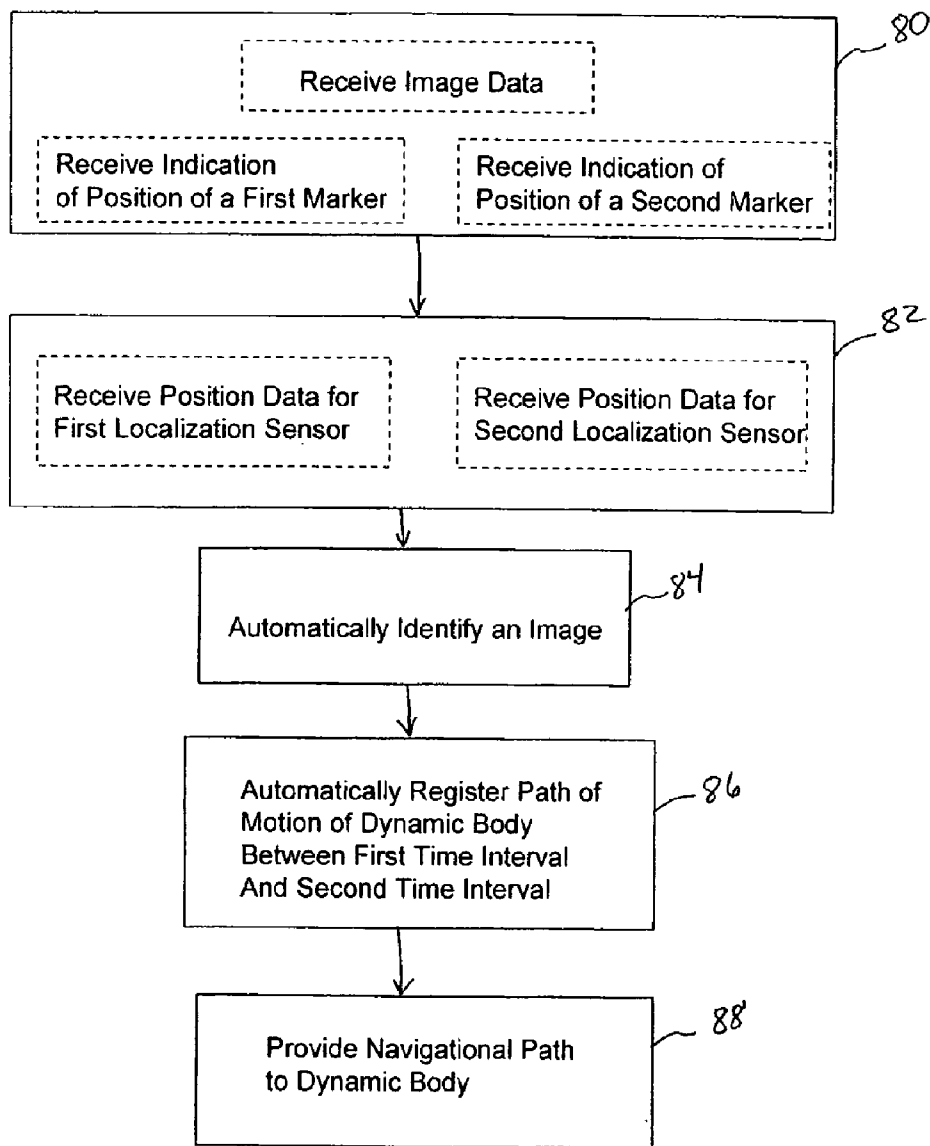 80
Receive Image Data
Receive Indication
of Position of a First Marker
Receive Indication of
Position of a Second Marker
82
Receive Position Data for
First Localization Sensor
Receive Position Data for
Second Localization Sensor
84
Automatically Identify an Image
86
Automatically Register Path of
Motion of Dynamic Body
Between First Time Interval
And Second Time Interval
88
Provide Navigational Path
to Dynamic Body